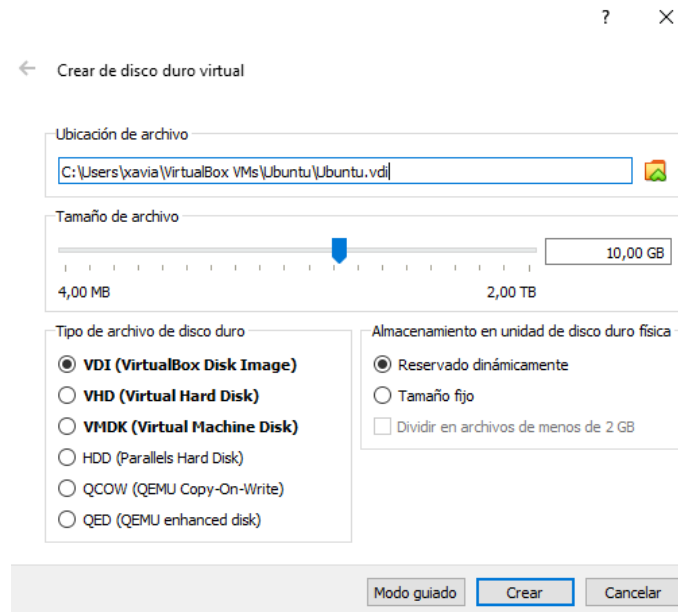 ?
Crear de disco duro virtual
Ubicación de archivo
C:\Users\xavia\VirtualBox VMs\Ubuntu\Ubuntu.vdi
Tamaño de archivo
10,00 GB
4,00 MB 2,00 TB
Tipo de archivo de disco duro
VDI (VirtualBox Disk Image)
VHD (Virtual Hard Disk)
VMDK (Virtual Machine Disk)
HDD (Parallels Hard Disk)
QCOW (QEMU Copy-On-Write)
QED (QEMU enhanced disk)
Almacenamiento en unidad de disco duro física
Reservado dinámicamente
Tamaño fijo
Dividir en archivos de menos de 2 GB
Modo guiado Crear Cancelar